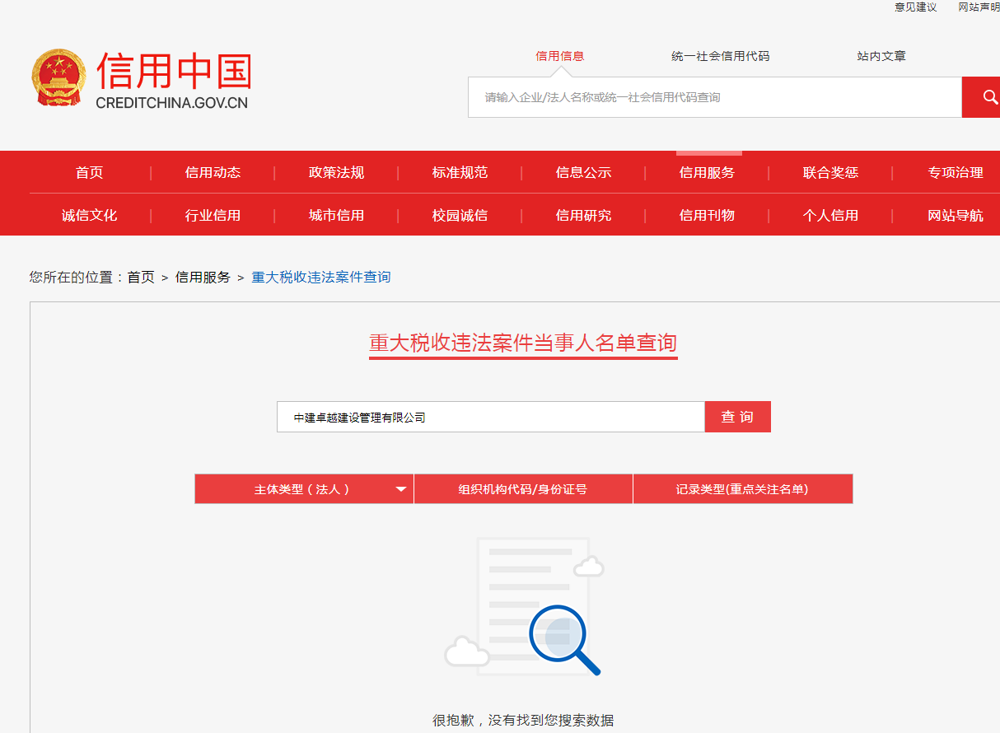 意见建议 网站声明
信用信息 统一社会信用代码 站内文章
信用中国
CREDITCHINA.GOV.CN
请输入企业/法人名称或统一社会信用代码查询
首页 | 信用动态 | 政策法规 | 标准规范 | 信息公示 | 信用服务 | 联合奖惩 | 专项治理
诚信文化 | 行业信用 | 城市信用 | 校园诚信 | 信用研究 | 信用刊物 | 个人信用 | 网站导航
您所在的位置：首页 > 信用服务 > 重大税收违法案件查询
重大税收违法案件当事人名单查询
中建卓越建设管理有限公司 查 询
主体类型（法人） 组织机构代码/身份证号 记录类型(重点关注名单)
很抱歉，没有找到您搜索数据